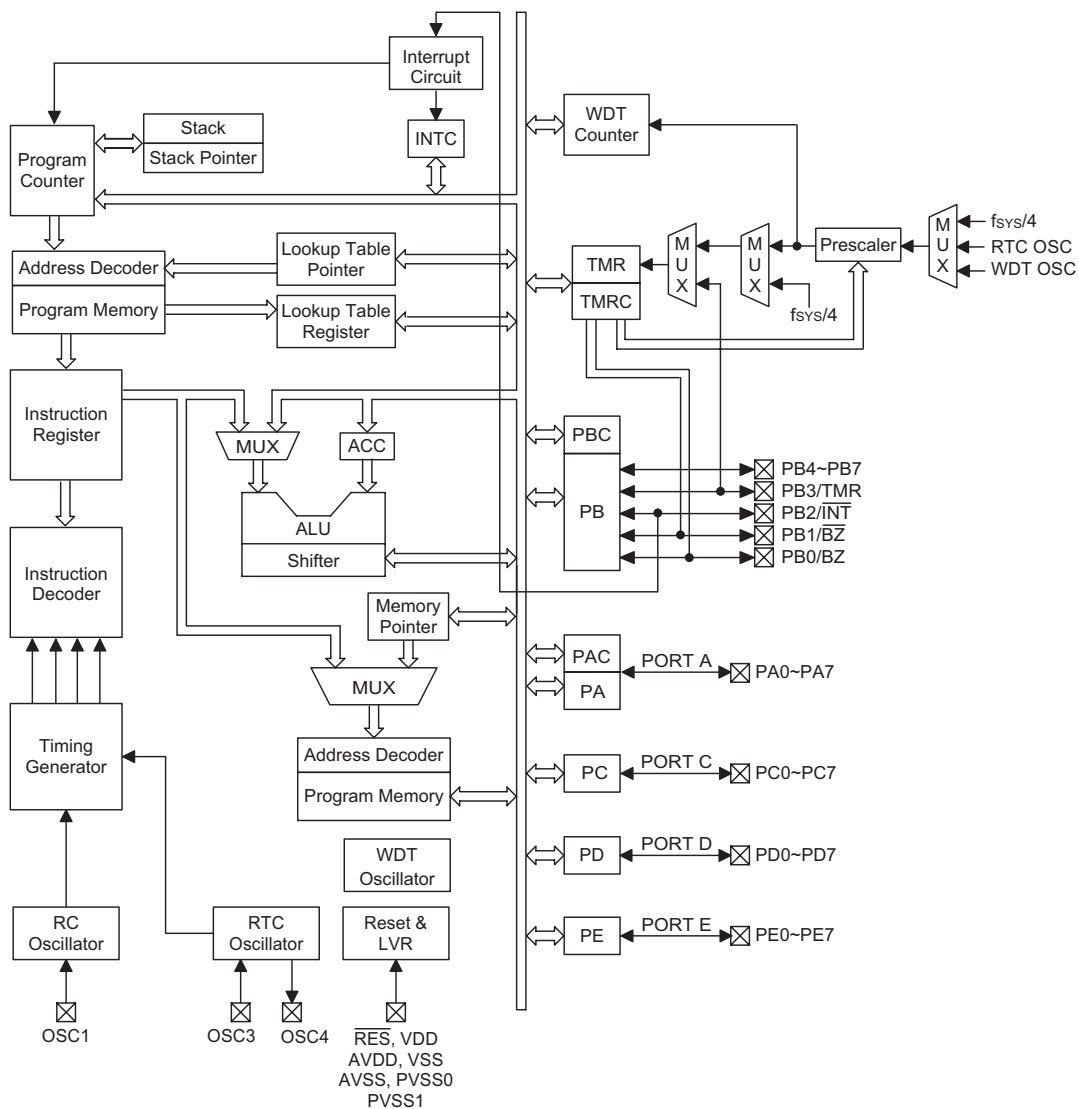 Interrupt
Circuit
INTC
Stack
Stack Pointer
Program
Counter
Address Decoder
Program Memory
Lookup Table
Pointer
Lookup Table
Register
Instruction
Register
MUX
ACC
ALU
Shifter
Instruction
Decoder
Memory
Pointer
MUX
Address Decoder
Program Memory
Timing
Generator
WDT
Oscillator
RC
Oscillator
RTC
Oscillator
Reset &
LVR
OSC1
OSC3
OSC4
R̅E̅S̅, VDD
AVDD, VSS
AVSS, PVSS0
PVSS1
WDT
Counter
TMR
TMRC
MUX
MUX
fSYS/4
Prescaler
MUX
fSYS/4
RTC OSC
WDT OSC
PBC
PB
PB4~PB7
PB3/TMR
PB2/I̅N̅T̅
PB1/B̅Z̅
PB0/BZ
PAC
PA
PORT A
PA0~PA7
PC
PORT C
PC0~PC7
PD
PORT D
PD0~PD7
PE
PORT E
PE0~PE7